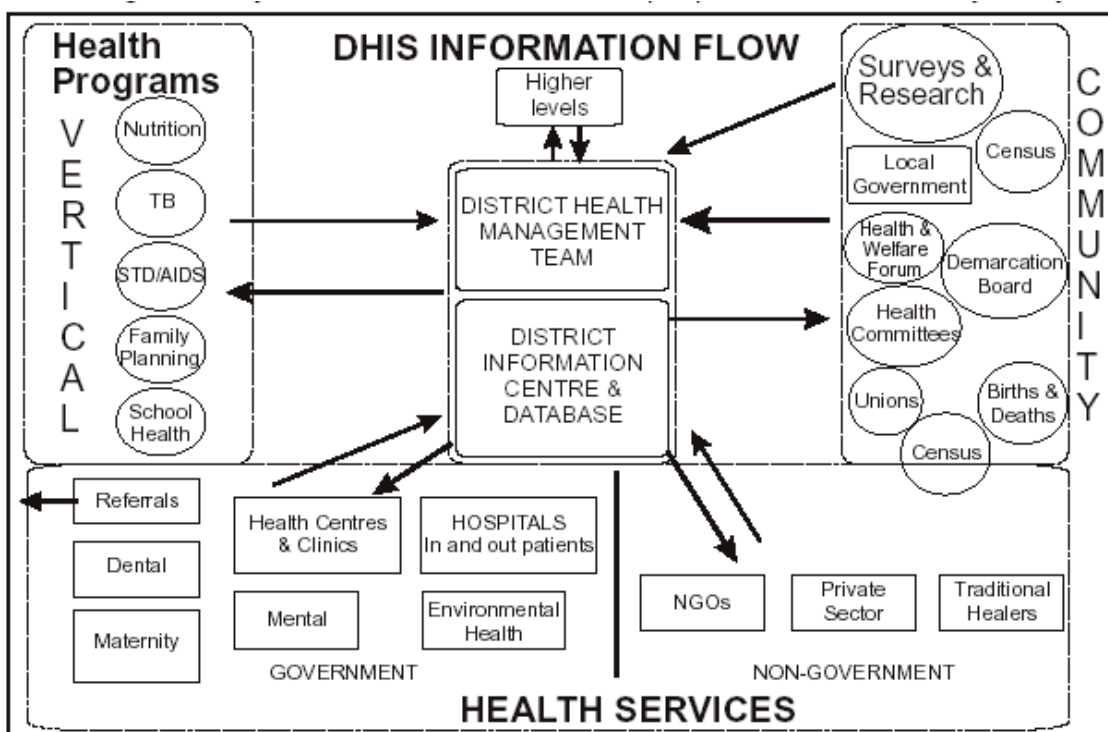 DHIS INFORMATION FLOW
Health
Programs
VERTICAL
Nutrition
TB
STD/AIDS
Family
Planning
School
Health
Higher
levels
DISTRICT HEALTH
MANAGEMENT
TEAM
DISTRICT
INFORMATION
CENTRE &
DATABASE
COMMUNITY
Surveys &
Research
Census
Local
Government
Health &
Welfare
Forum
Demarcation
Board
Health
Committees
Unions
Births &
Deaths
Census
Referrals
Dental
Maternity
Health Centres
& Clinics
HOSPITALS
In and out patients
Mental
Environmental
Health
GOVERNMENT
NGOs
Private
Sector
Traditional
Healers
NON-GOVERNMENT
HEALTH SERVICES